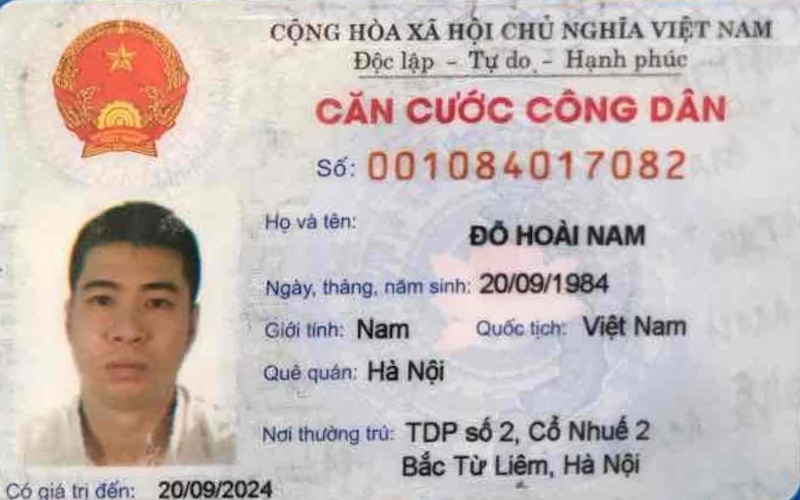 CỘNG HÒA XÃ HỘI CHỦ NGHĨA VIỆT NAM
Độc lập - Tự do - Hạnh phúc
CĂN CƯỚC CÔNG DÂN
Số: 001084017082
Họ và tên: ĐỖ HOÀI NAM
Ngày, tháng, năm sinh: 20/09/1984
Giới tính: Nam Quốc tịch: Việt Nam
Quê quán: Hà Nội
Nơi thường trú: TDP số 2, Cổ Nhuế 2
Bắc Từ Liêm, Hà Nội
Có giá trị đến: 20/09/2024